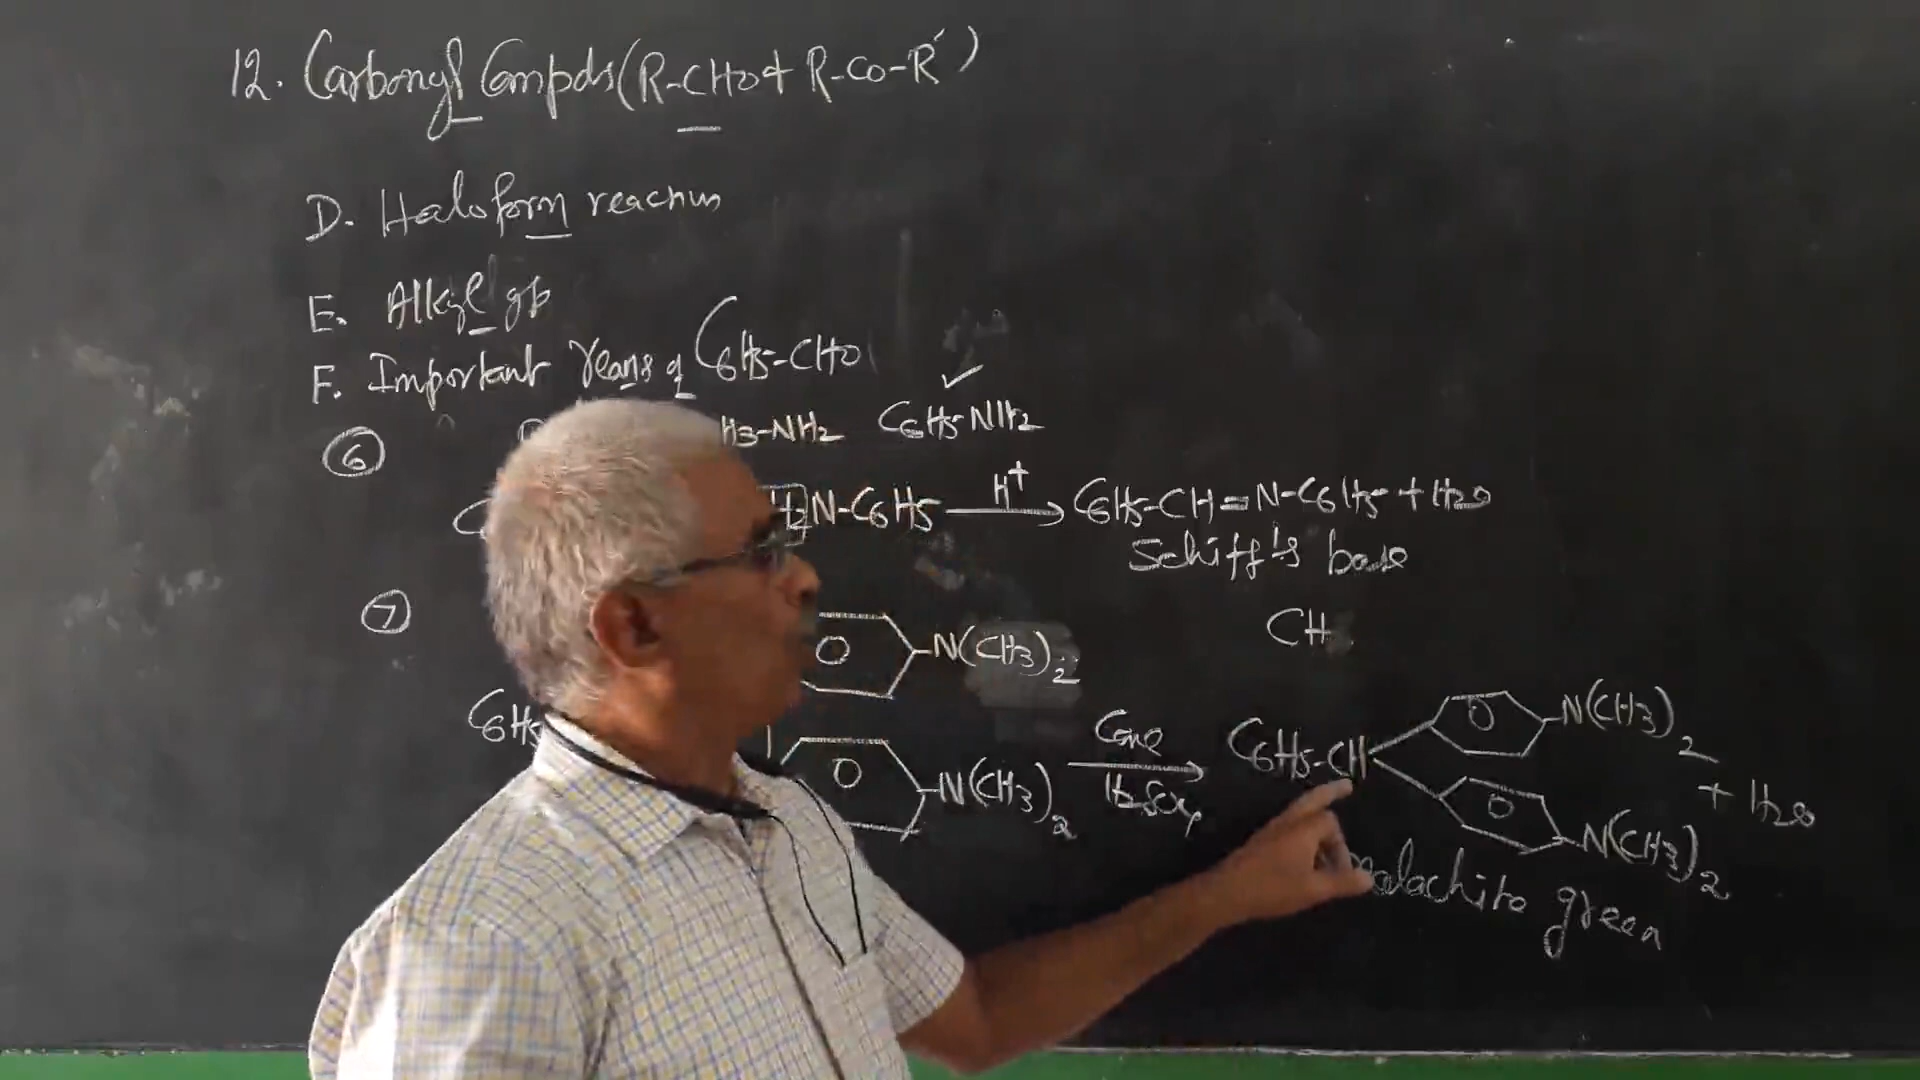 12. Carbonyl Compds (R-CHO + R-CO-R')
D. Haloform reaction
E. Alkyl gp
F. Important reans of C6H5-CHO
6 H3-NH2 C6H5NH2 ✓
H2N-C6H5 H+ → C6H5-CH=N-C6H5 + H2O
Schiff's base
7 N(CH3)2 CH
C6H5 N(CH3)2 Conc H2SO4 → C6H5-CH N(CH3)2 N(CH3)2 + H2O
malachite green